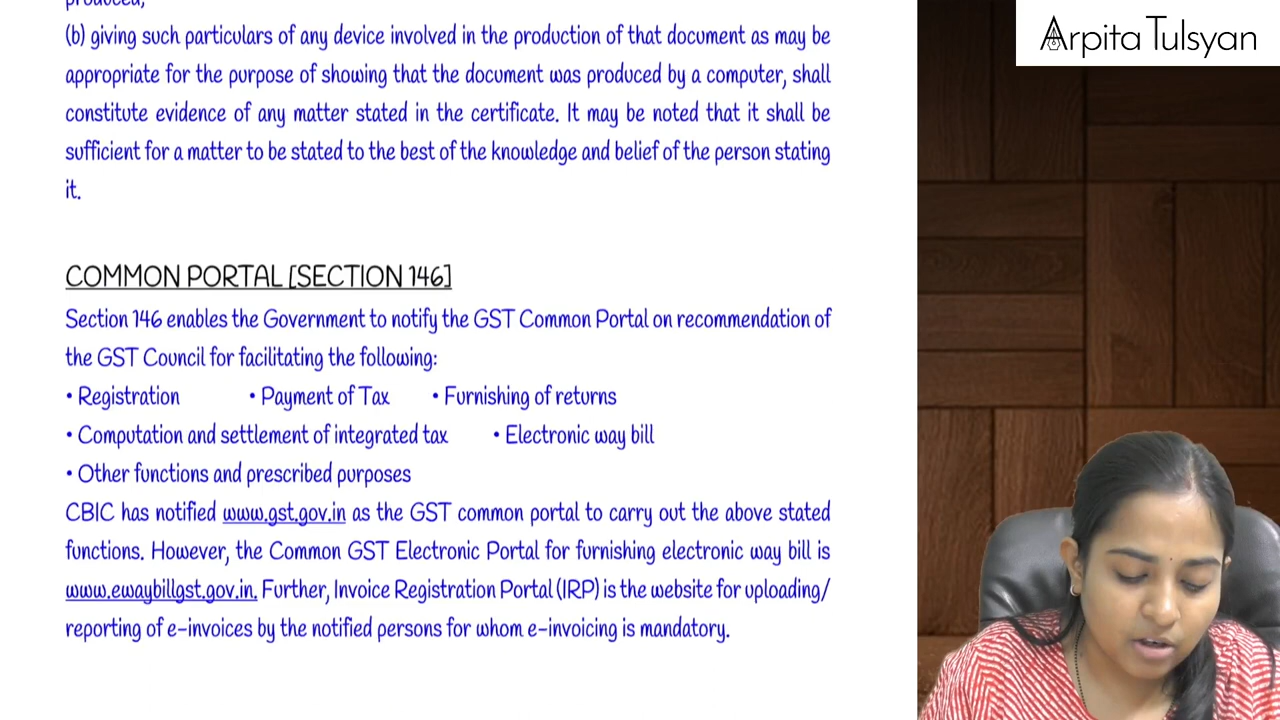 produced;
(b) giving such particulars of any device involved in the production of that document as may be
appropriate for the purpose of showing that the document was produced by a computer, shall
constitute evidence of any matter stated in the certificate. It may be noted that it shall be
sufficient for a matter to be stated to the best of the knowledge and belief of the person stating
it.
COMMON PORTAL [SECTION 146]
Section 146 enables the Government to notify the GST Common Portal on recommendation of
the GST Council for facilitating the following:
• Registration • Payment of Tax • Furnishing of returns
• Computation and settlement of integrated tax • Electronic way bill
• Other functions and prescribed purposes
CBIC has notified www.gst.gov.in as the GST common portal to carry out the above stated
functions. However, the Common GST Electronic Portal for furnishing electronic way bill is
www.ewaybillgst.gov.in. Further, Invoice Registration Portal (IRP) is the website for uploading/
reporting of e-invoices by the notified persons for whom e-invoicing is mandatory.
Arpita Tulsyan